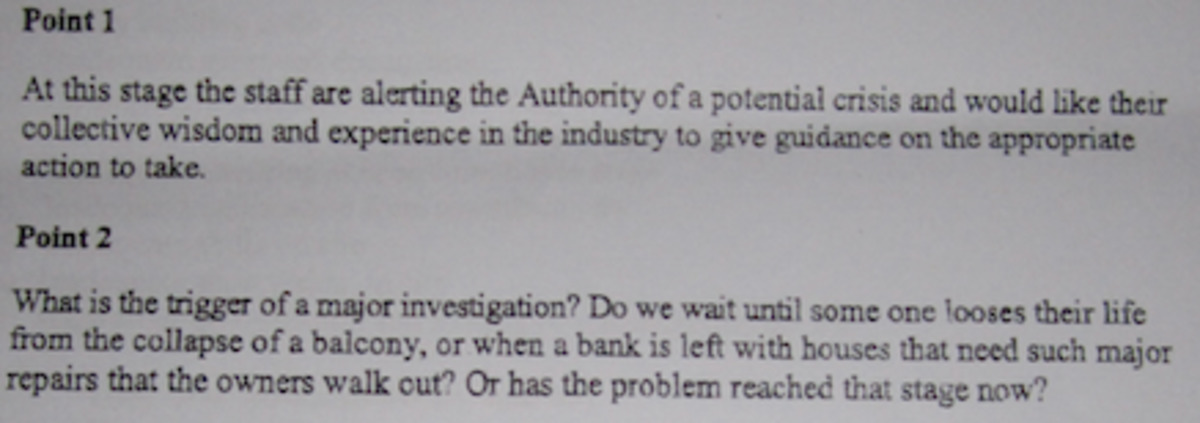 Point 1
At this stage the staff are alerting the Authority of a potential crisis and would like their
collective wisdom and experience in the industry to give guidance on the appropriate
action to take.
Point 2
What is the trigger of a major investigation? Do we wait until some one looses their life
from the collapse of a balcony, or when a bank is left with houses that need such major
repairs that the owners walk out? Or has the problem reached that stage now?